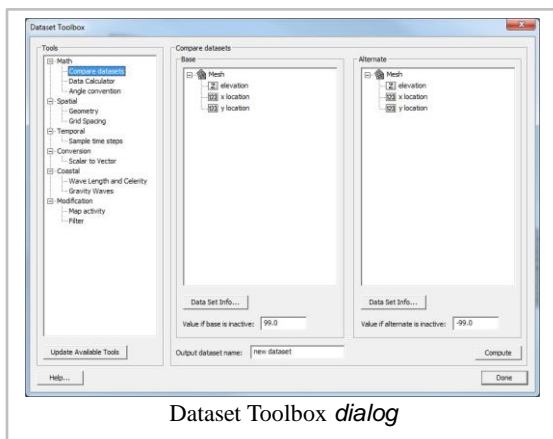 Dataset Toolbox
Tools
Math
Compare datasets
Data Calculator
Angle convention
Spatial
Geometry
Grid Spacing
Temporal
Sample time steps
Conversion
Scalar to Vector
Coastal
Wave Length and Celerity
Gravity Waves
Modification
Map activity
Filter
Update Available Tools
Compare datasets
Base
Mesh
Z elevation
123 x location
123 y location
Data Set Info...
Value if base is inactive: 99.0
Alternate
Mesh
Z elevation
123 x location
123 y location
Data Set Info...
Value if alternate is inactive: -99.0
Output dataset name: new dataset
Compute
Help...
Done
Dataset Toolbox dialog